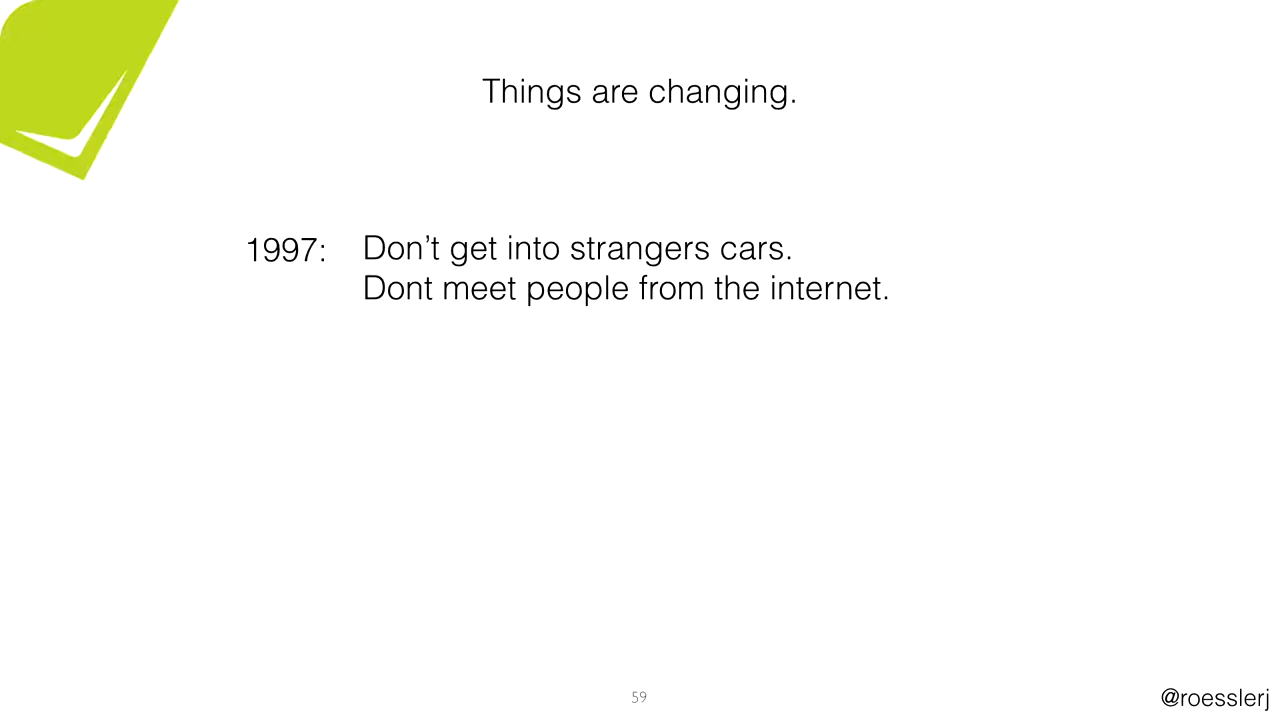 Things are changing.
1997: Don’t get into strangers cars.
Dont meet people from the internet.
59
@roesslerj